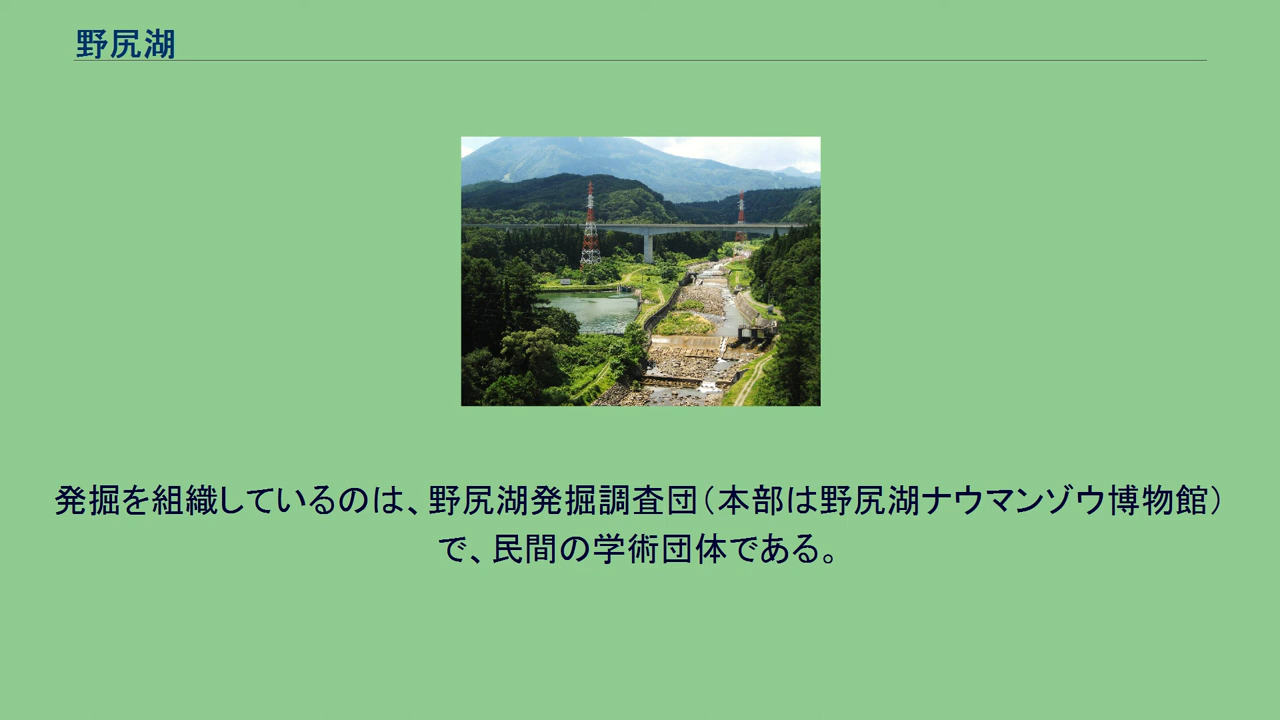 野尻湖
発掘を組織しているのは、野尻湖発掘調査団（本部は野尻湖ナウマンゾウ博物館）
で、民間の学術団体である。